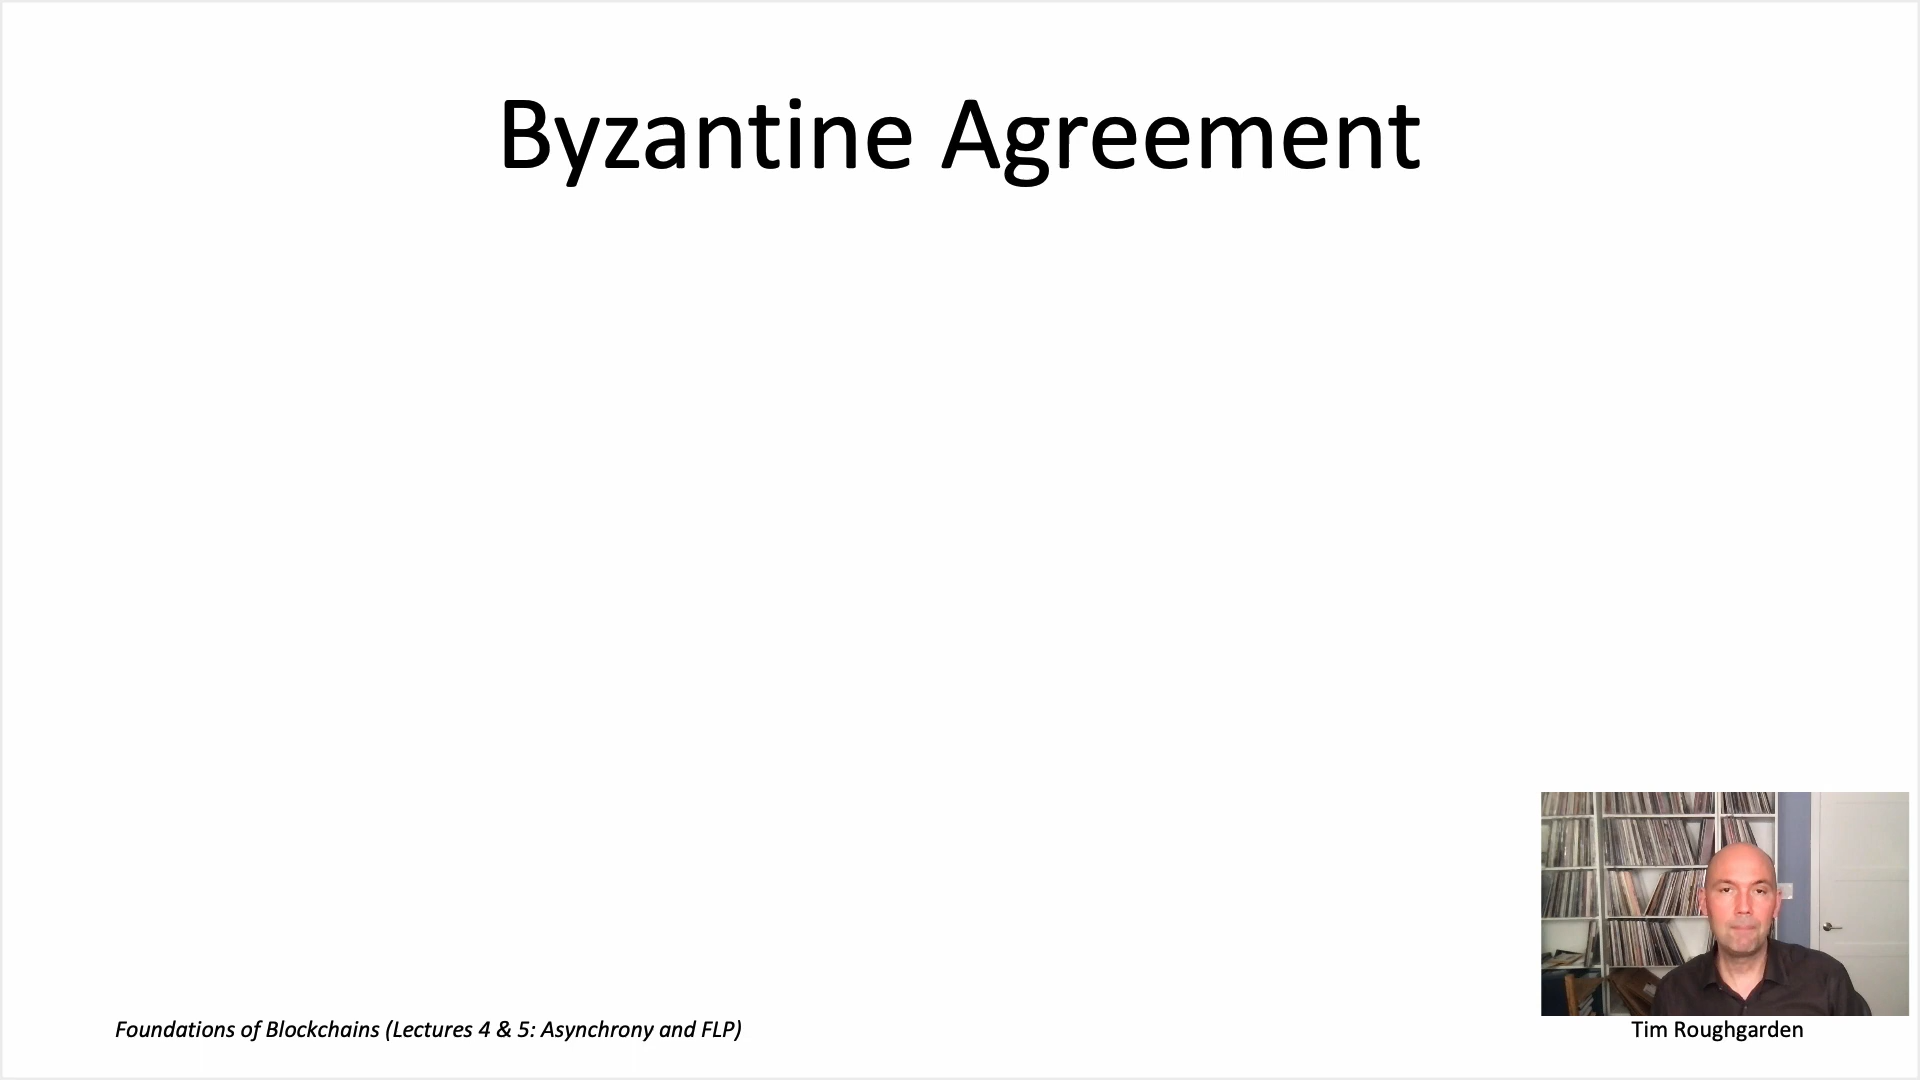 Byzantine Agreement
Foundations of Blockchains (Lectures 4 & 5: Asynchrony and FLP)
Tim Roughgarden